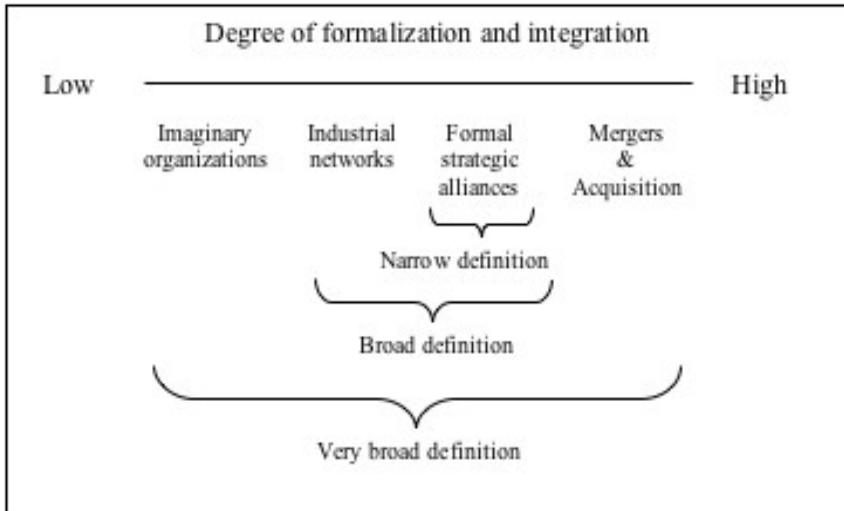 Degree of formalization and integration
Low
High
Imaginary
organizations
Industrial
networks
Formal
strategic
alliances
Mergers
&
Acquisition
Narrow definition
Broad definition
Very broad definition